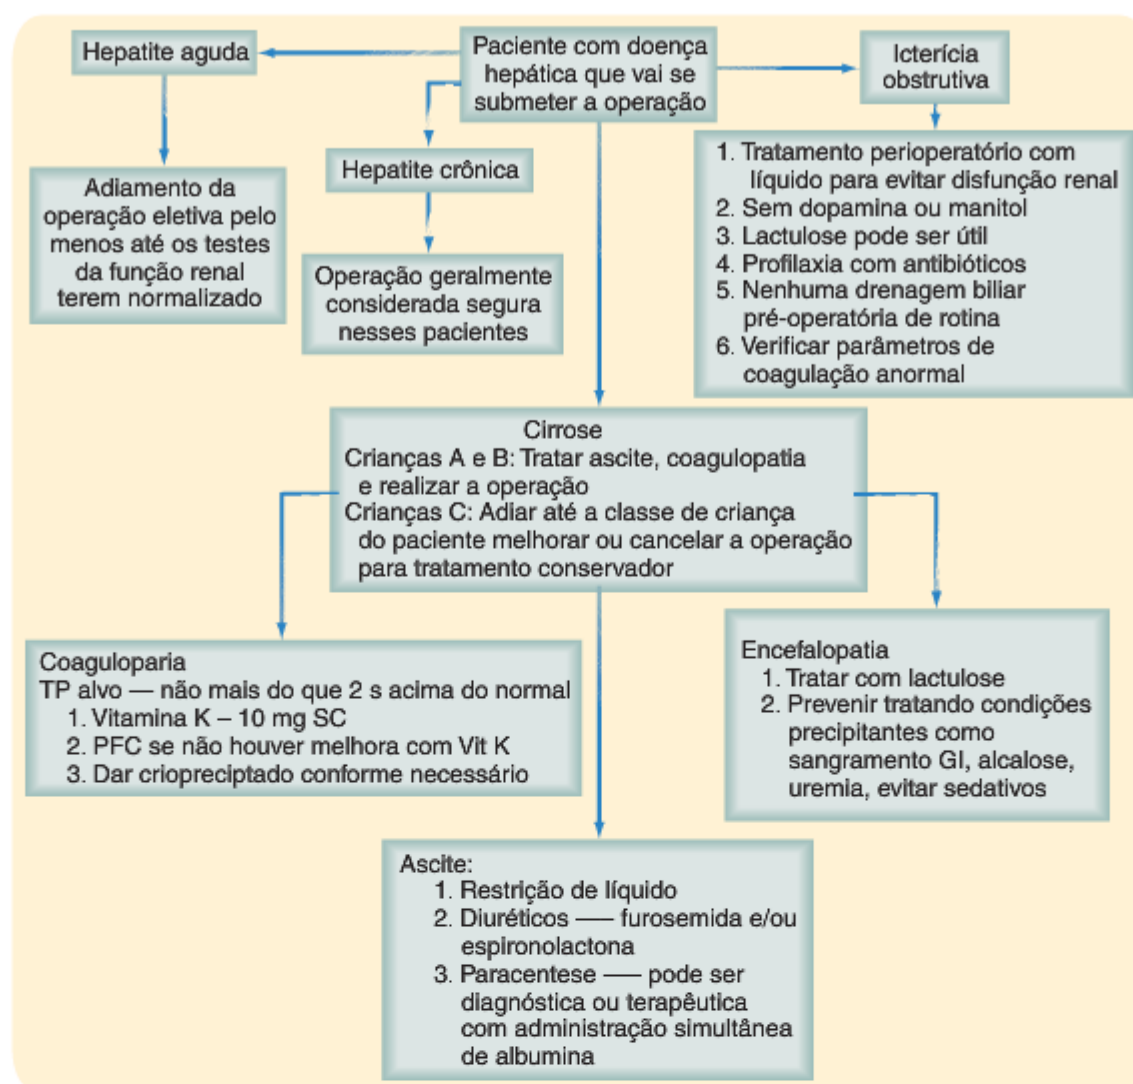 Hepatite aguda
Paciente com doença
hepática que vai se
submeter a operação
Icterícia
obstrutiva
Adiamento da
operação eletiva pelo
menos até os testes
da função renal
terem normalizado
Hepatite crônica
Operação geralmente
considerada segura
nesses pacientes
1. Tratamento perioperatório com
líquido para evitar disfunção renal
2. Sem dopamina ou manitol
3. Lactulose pode ser útil
4. Profilaxia com antibióticos
5. Nenhuma drenagem biliar
pré-operatória de rotina
6. Verificar parâmetros de
coagulação anormal
Cirrose
Crianças A e B: Tratar ascite, coagulopatia
e realizar a operação
Crianças C: Adiar até a classe de criança
do paciente melhorar ou cancelar a operação
para tratamento conservador
Coaguloparia
TP alvo — não mais do que 2 s acima do normal
1. Vitamina K – 10 mg SC
2. PFC se não houver melhora com Vit K
3. Dar criopreciptado conforme necessário
Encefalopatia
1. Tratar com lactulose
2. Prevenir tratando condições
precipitantes como
sangramento GI, alcalose,
uremia, evitar sedativos
Ascite:
1. Restrição de líquido
2. Diuréticos —– furosemida e/ou
espironolactona
3. Paracentese —– pode ser
diagnóstica ou terapêutica
com administração simultânea
de albumina